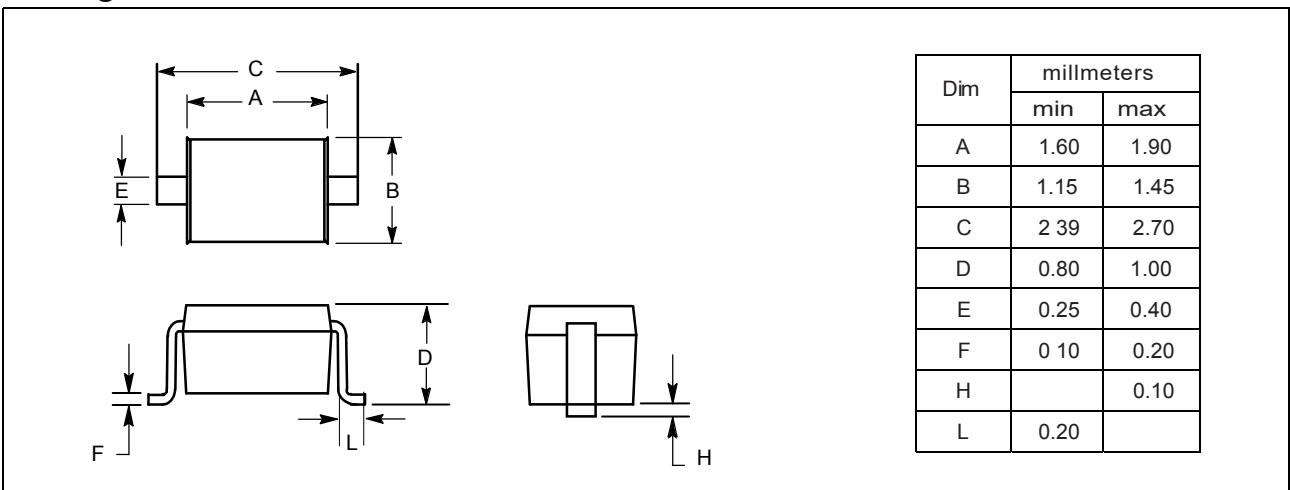 C
A
E
B
D
F
L
H
Dim millmeters
min max
A 1.60 1.90
B 1.15 1.45
C 2 39 2.70
D 0.80 1.00
E 0.25 0.40
F 0 10 0.20
H 0.10
L 0.20